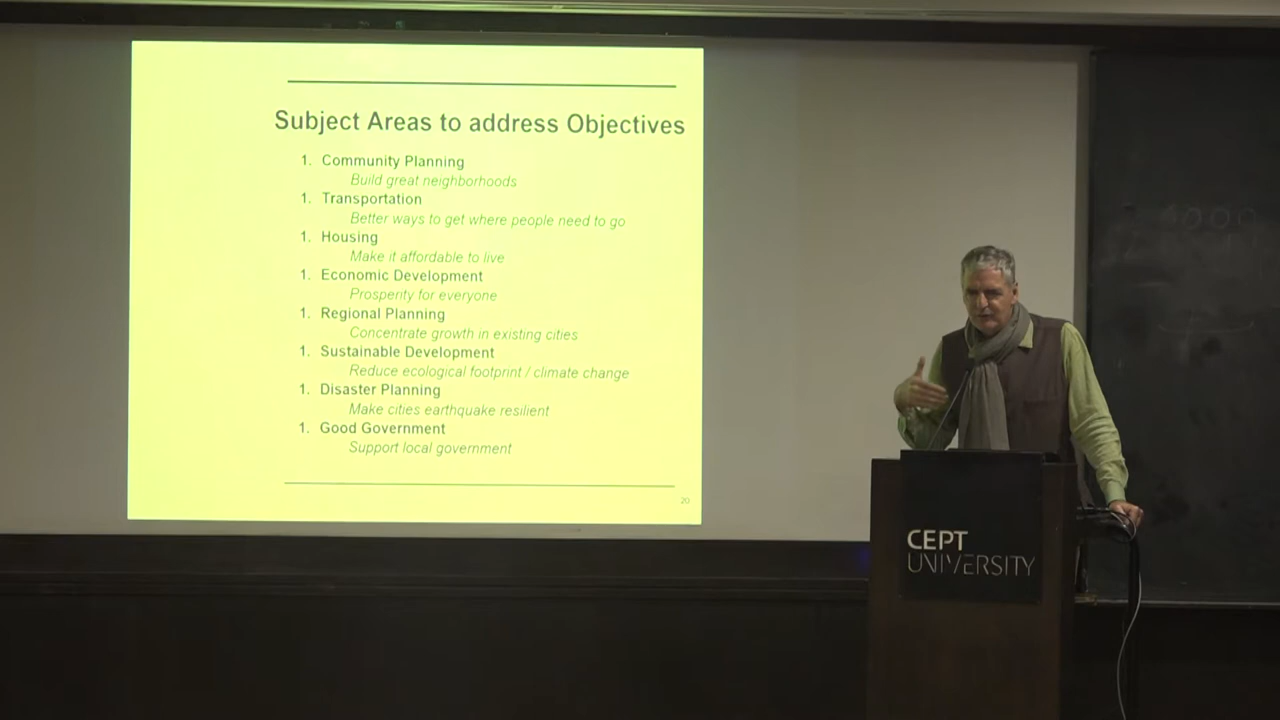 Subject Areas to address Objectives
1. Community Planning
Build great neighborhoods
1. Transportation
Better ways to get where people need to go
1. Housing
Make it affordable to live
1. Economic Development
Prosperity for everyone
1. Regional Planning
Concentrate growth in existing cities
1. Sustainable Development
Reduce ecological footprint / climate change
1. Disaster Planning
Make cities earthquake resilient
1. Good Government
Support local government
20
CEPT
UNIVERSITY